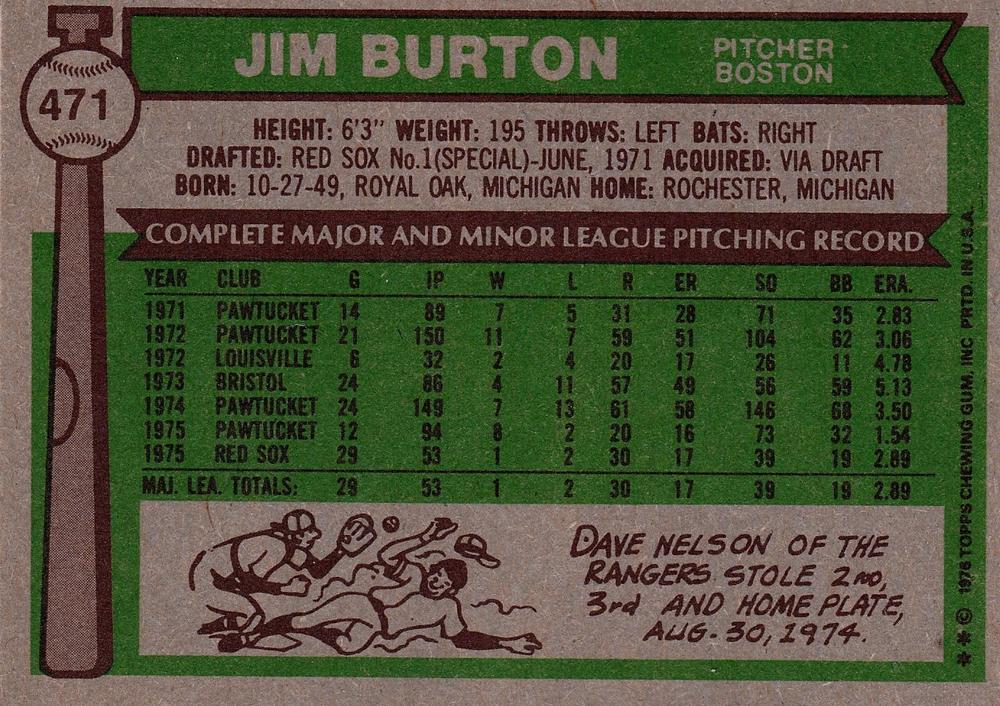 471
JIM BURTON
PITCHER
BOSTON
HEIGHT: 6'3" WEIGHT: 195 THROWS: LEFT BATS: RIGHT
DRAFTED: RED SOX No.1(SPECIAL)-JUNE, 1971 ACQUIRED: VIA DRAFT
BORN: 10-27-49, ROYAL OAK, MICHIGAN HOME: ROCHESTER, MICHIGAN
COMPLETE MAJOR AND MINOR LEAGUE PITCHING RECORD
YEAR CLUB G IP W L R ER SO BB ERA.
1971 PAWTUCKET 14 89 7 5 31 28 71 35 2.83
1972 PAWTUCKET 21 150 11 7 59 51 104 62 3.06
1972 LOUISVILLE 6 32 2 4 20 17 26 11 4.78
1973 BRISTOL 24 86 4 11 57 49 56 59 5.13
1974 PAWTUCKET 24 149 7 13 61 58 146 68 3.50
1975 PAWTUCKET 12 94 8 2 20 16 73 32 1.54
1975 RED SOX 29 53 1 2 30 17 39 19 2.89
MAJ. LEA. TOTALS: 29 53 1 2 30 17 39 19 2.89
DAVE NELSON OF THE
RANGERS STOLE 2ND,
3rd AND HOME PLATE,
AUG. 30, 1974.
** © 1976 TOPPS CHEWING GUM, INC PRTD. IN U.S.A.